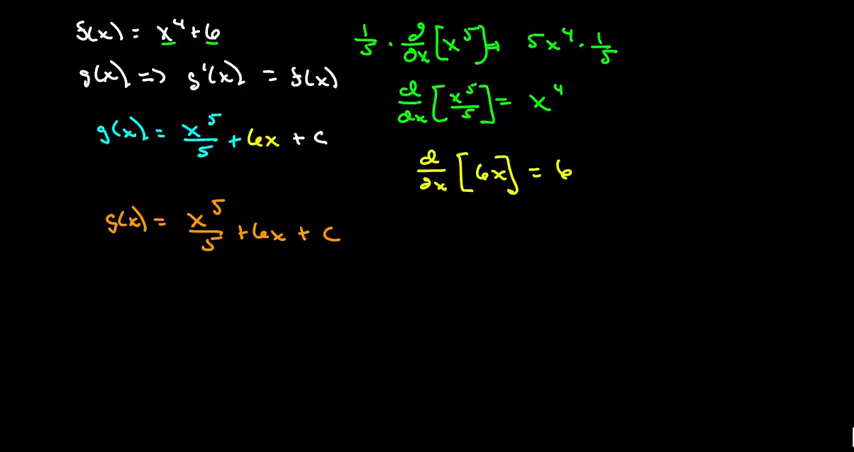 f(x) = x⁴ + 6
g(x) => g'(x) = f(x)
g(x) = x⁵/5 + 6x + C
g(x) = x⁵/5 + 6x + C
1/5 · d/dx [x⁵] => 5x⁴ · 1/5
d/dx [x⁵/5] = x⁴
d/dx [6x] = 6